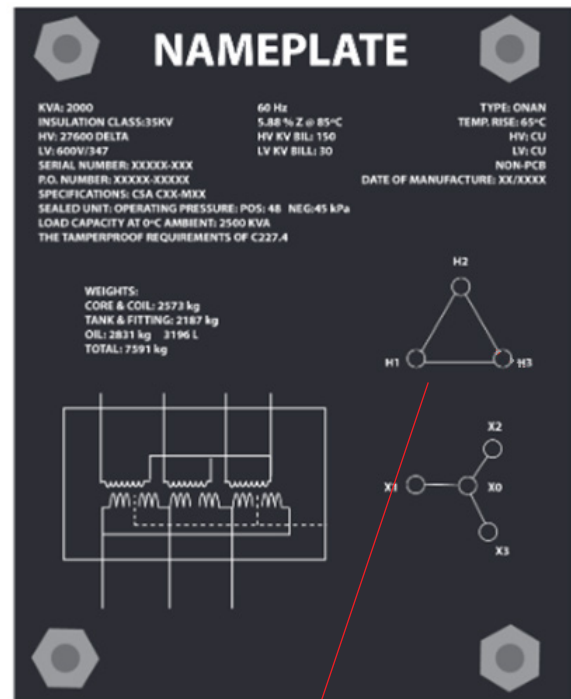 NAMEPLATE
KVA: 2000 60 Hz TYPE: ONAN
INSULATION CLASS:35KV 5.88 % Z @ 85ºC TEMP. RISE: 65ºC
HV: 27600 DELTA HV KV BIL: 150 HV: CU
LV: 600V/347 LV KV BILL: 30 LV: CU
SERIAL NUMBER: XXXXX-XXX NON-PCB
P.O. NUMBER: XXXXX-XXXXX DATE OF MANUFACTURE: XX/XXXX
SPECIFICATIONS: CSA CXX-MXX
SEALED UNIT: OPERATING PRESSURE: POS: 48 NEG:45 kPa
LOAD CAPACITY AT 0ºC AMBIENT: 2500 KVA
THE TAMPERPROOF REQUIREMENTS OF C227.4
WEIGHTS:
CORE & COIL: 2573 kg
TANK & FITTING: 2187 kg
OIL: 2831 kg 3196 L
TOTAL: 7591 kg
H2
H1 H3
X2
X0
X3